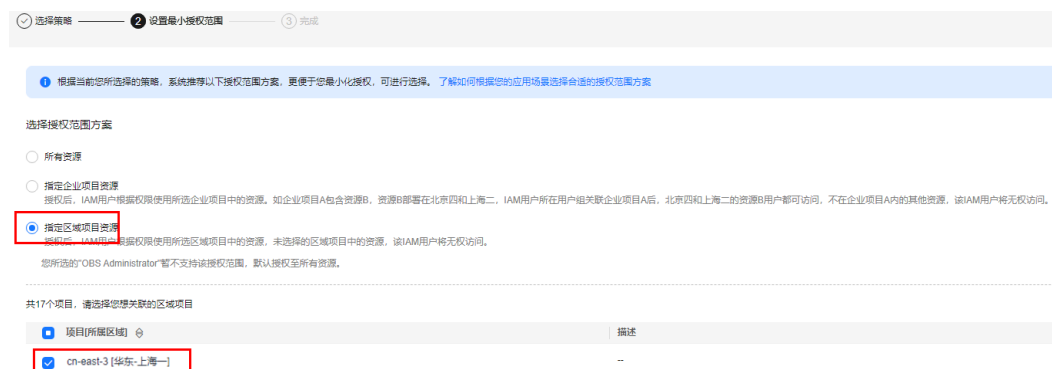 选择策略 2 设置最小授权范围 3 完成
根据当前您所选择的策略，系统推荐以下授权范围方案，更便于您最小化授权，可进行选择。 了解如何根据您的应用场景选择合适的授权范围方案
选择授权范围方案
所有资源
指定企业项目资源
授权后，IAM用户根据权限使用所选企业项目中的资源。如企业项目A包含资源B，资源B部署在北京四和上海二，IAM用户所在用户组关联企业项目A后，北京四和上海二的资源B用户都可访问，不在企业项目A内的其他资源，该IAM用户将无权访问。
指定区域项目资源
授权后，IAM用户根据权限使用所选区域项目中的资源，未选择的区域项目中的资源，该IAM用户将无权访问。
您所选的"OBS Administrator"暂不支持该授权范围，默认授权至所有资源。
共17个项目，请选择您想关联的区域项目
项目[所属区域] 描述
cn-east-3 [华东-上海一] --